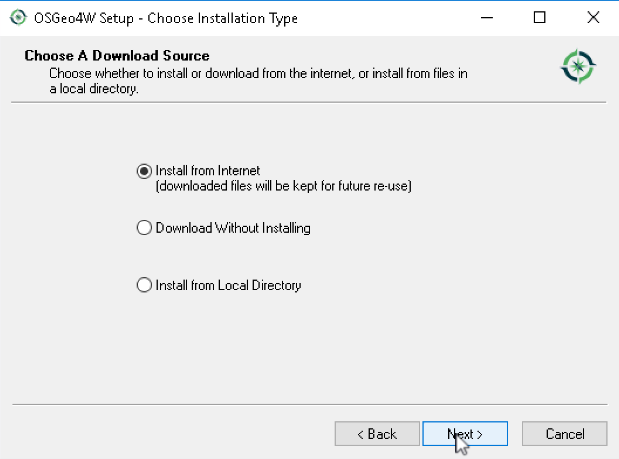 OSGeo4W Setup - Choose Installation Type
Choose A Download Source
Choose whether to install or download from the internet, or install from files in
a local directory.
Install from Internet
(downloaded files will be kept for future re-use)
Download Without Installing
Install from Local Directory
< Back
Next >
Cancel